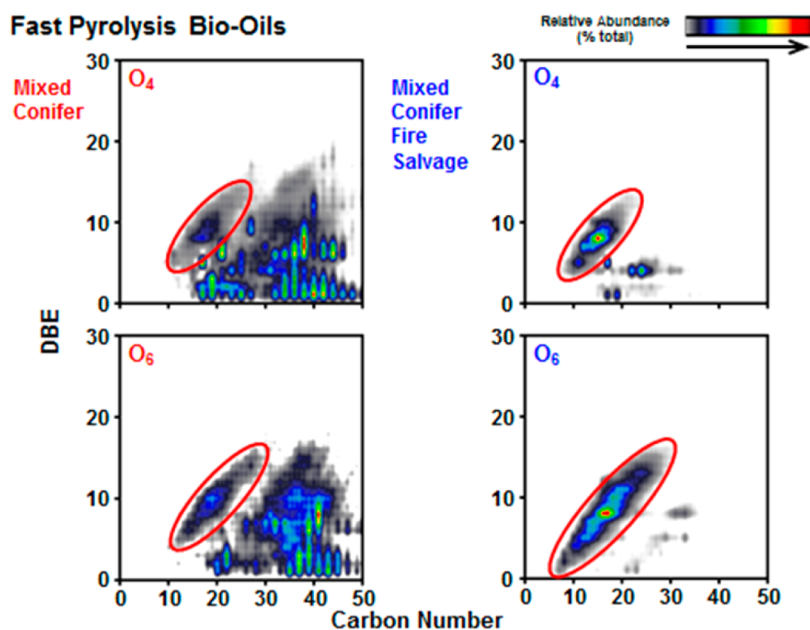 Fast Pyrolysis Bio-Oils
Relative Abundance
(% total)
Mixed
Conifer
30
20
10
0
O4
Mixed
Conifer
Fire
Salvage
30
20
10
0
O4
DBE
30
20
10
0
O6
0 10 20 30 40 50
30
20
10
0
O6
0 10 20 30 40 50
Carbon Number